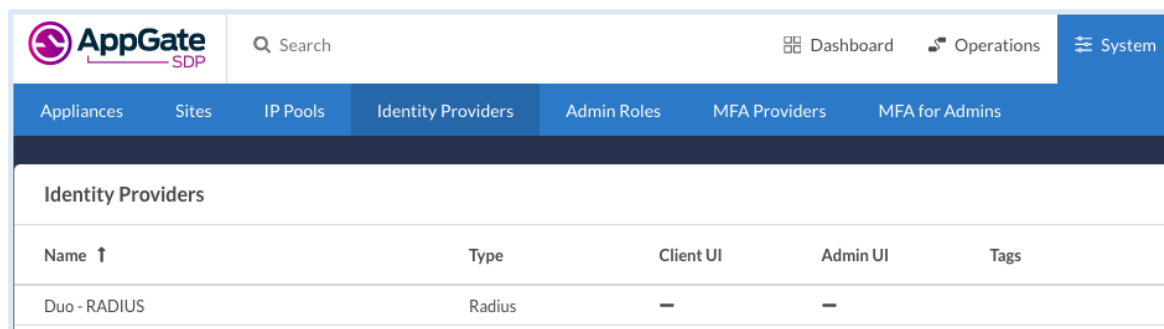 AppGate SDP Search Dashboard Operations System
Appliances Sites IP Pools Identity Providers Admin Roles MFA Providers MFA for Admins
Identity Providers
Name ↑ Type Client UI Admin UI Tags
Duo - RADIUS Radius – –